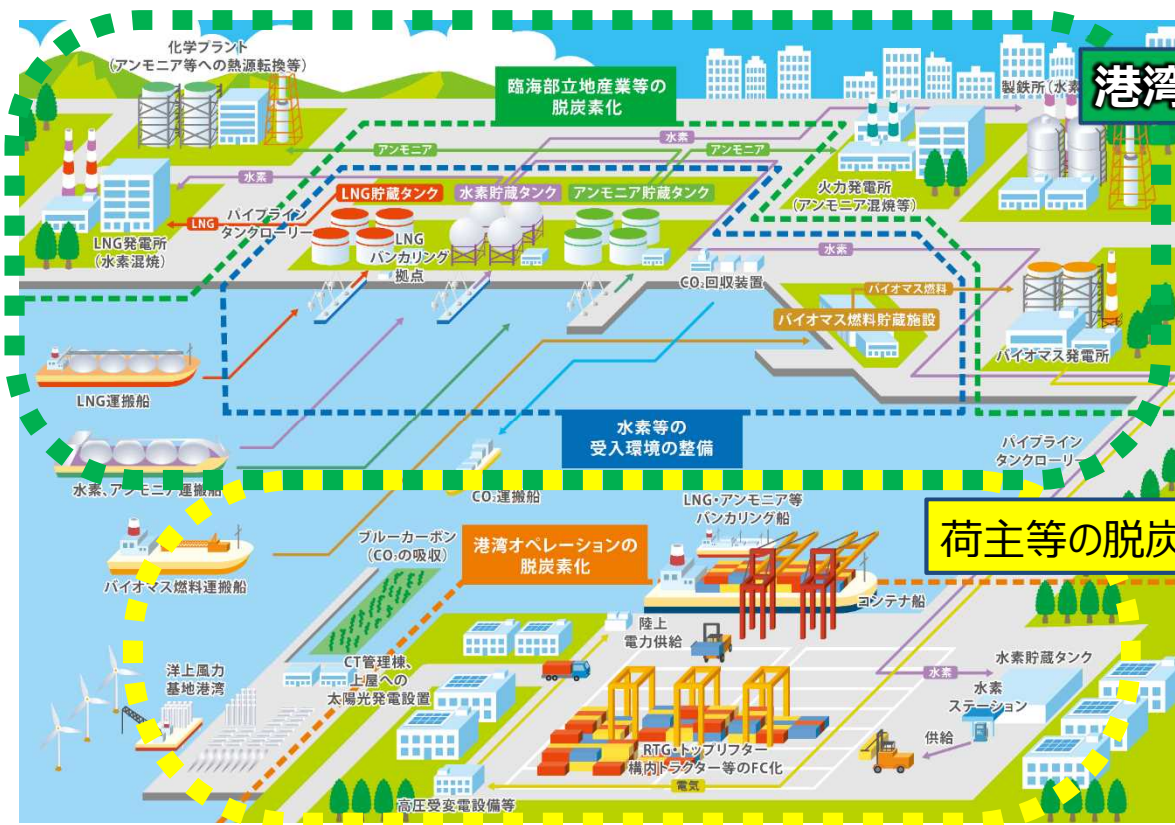 化学プラント
(アンモニア等への熱源転換等)
臨海部立地産業等の
脱炭素化
製鉄所(水素
港湾
水素
アンモニア
アンモニア
水素
LNG貯蔵タンク
水素貯蔵タンク
アンモニア貯蔵タンク
火力発電所
(アンモニア混焼等)
LNG
パイプライン
タンクローリー
LNG発電所
(水素混焼)
LNG
バンカリング
拠点
水素
CO₂回収装置
バイオマス燃料
バイオマス燃料貯蔵施設
バイオマス発電所
LNG運搬船
水素等の
受入環境の整備
パイプライン
タンクローリー
水素、アンモニア運搬船
CO₂運搬船
LNG・アンモニア等
バンカリング船
荷主等の脱炭
ブルーカーボン
(CO₂の吸収)
港湾オペレーションの
脱炭素化
バイオマス燃料運搬船
コンテナ船
陸上
電力供給
洋上風力
基地港湾
CT管理棟、
上屋への
太陽光発電設置
水素
水素貯蔵タンク
水素
ステーション
供給
RTG・トップリフター
構内トラクター等のFC化
電気
高圧受変電設備等